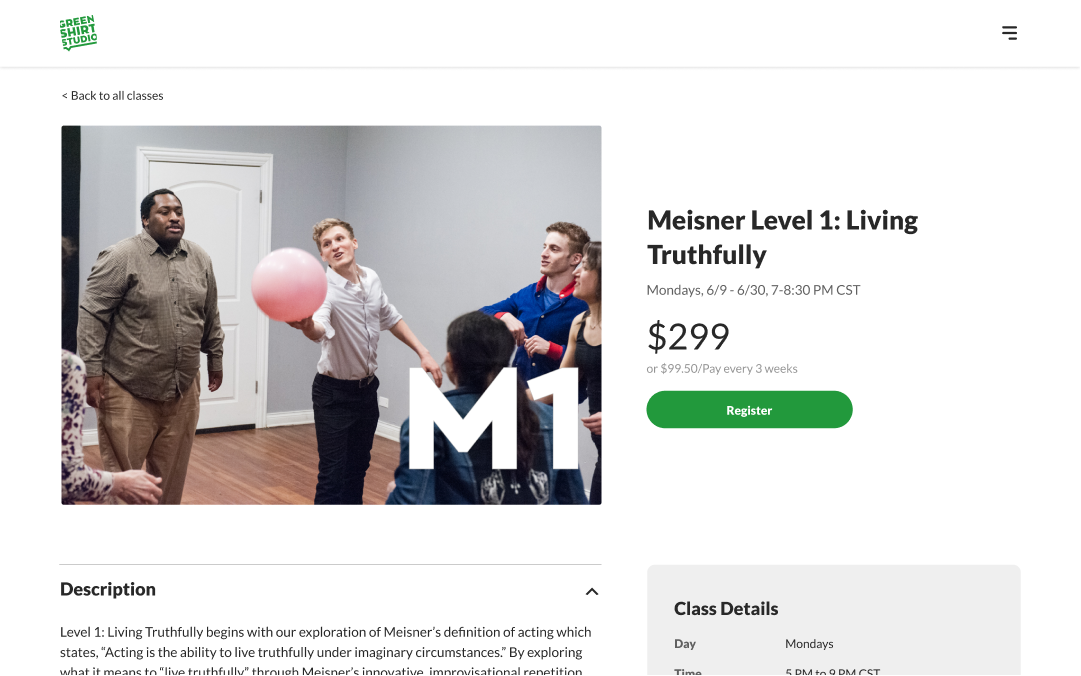 GREEN
SHIRT
STUDIO
< Back to all classes
M1
Meisner Level 1: Living
Truthfully
Mondays, 6/9 - 6/30, 7-8:30 PM CST
$299
or $99.50/Pay every 3 weeks
Register
Description
Level 1: Living Truthfully begins with our exploration of Meisner’s definition of acting which
states, “Acting is the ability to live truthfully under imaginary circumstances.” By exploring
what it means to “live truthfully” through Meisner’s innovative, improvisational repetition
Class Details
Day Mondays
Time 5 PM to 9 PM CST